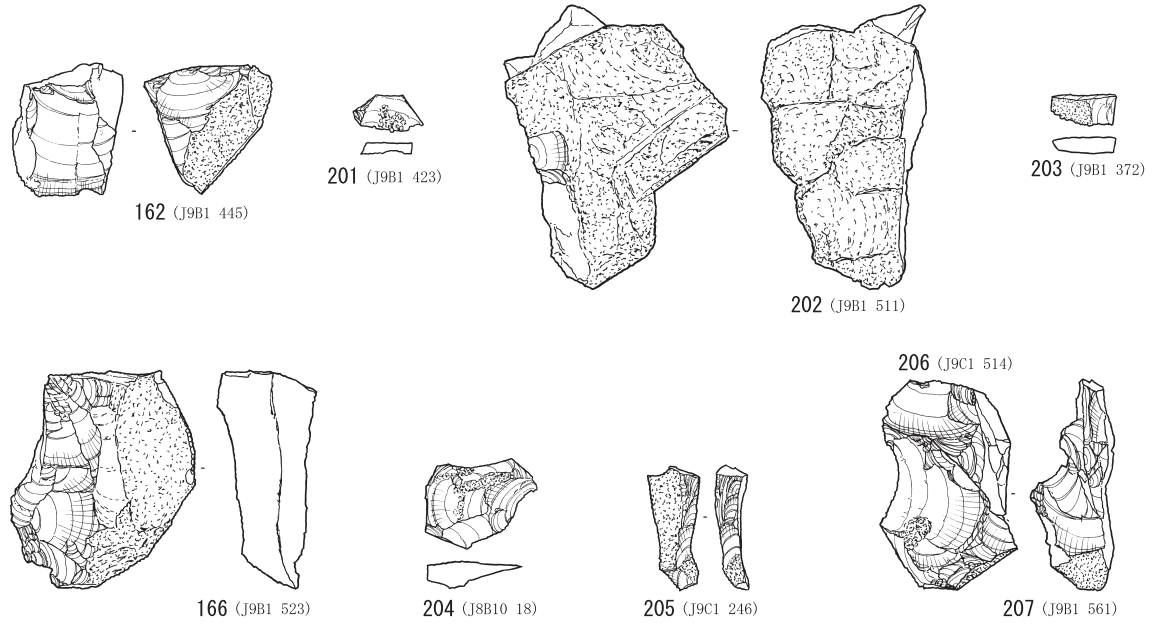 162 (J9B1 445)
201 (J9B1 423)
202 (J9B1 511)
203 (J9B1 372)
166 (J9B1 523)
204 (J8B10 18)
205 (J9C1 246)
206 (J9C1 514)
207 (J9B1 561)